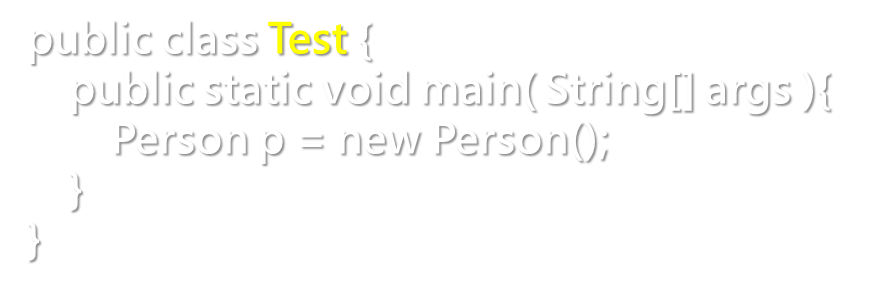 public class Test {
public static void main( String[] args ){
Person p = new Person();
}
}